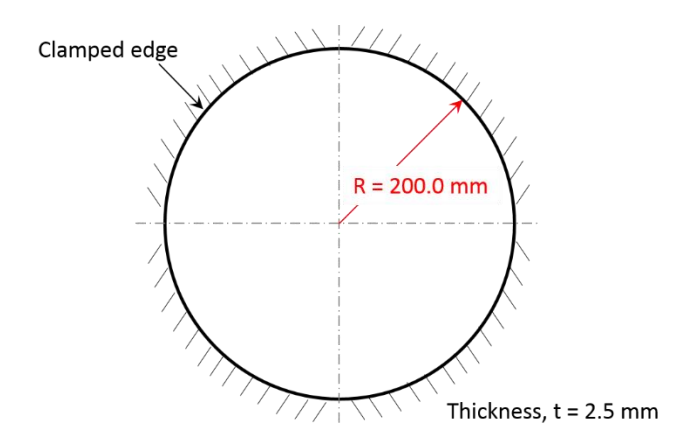 Clamped edge
R = 200.0 mm
Thickness, t = 2.5 mm